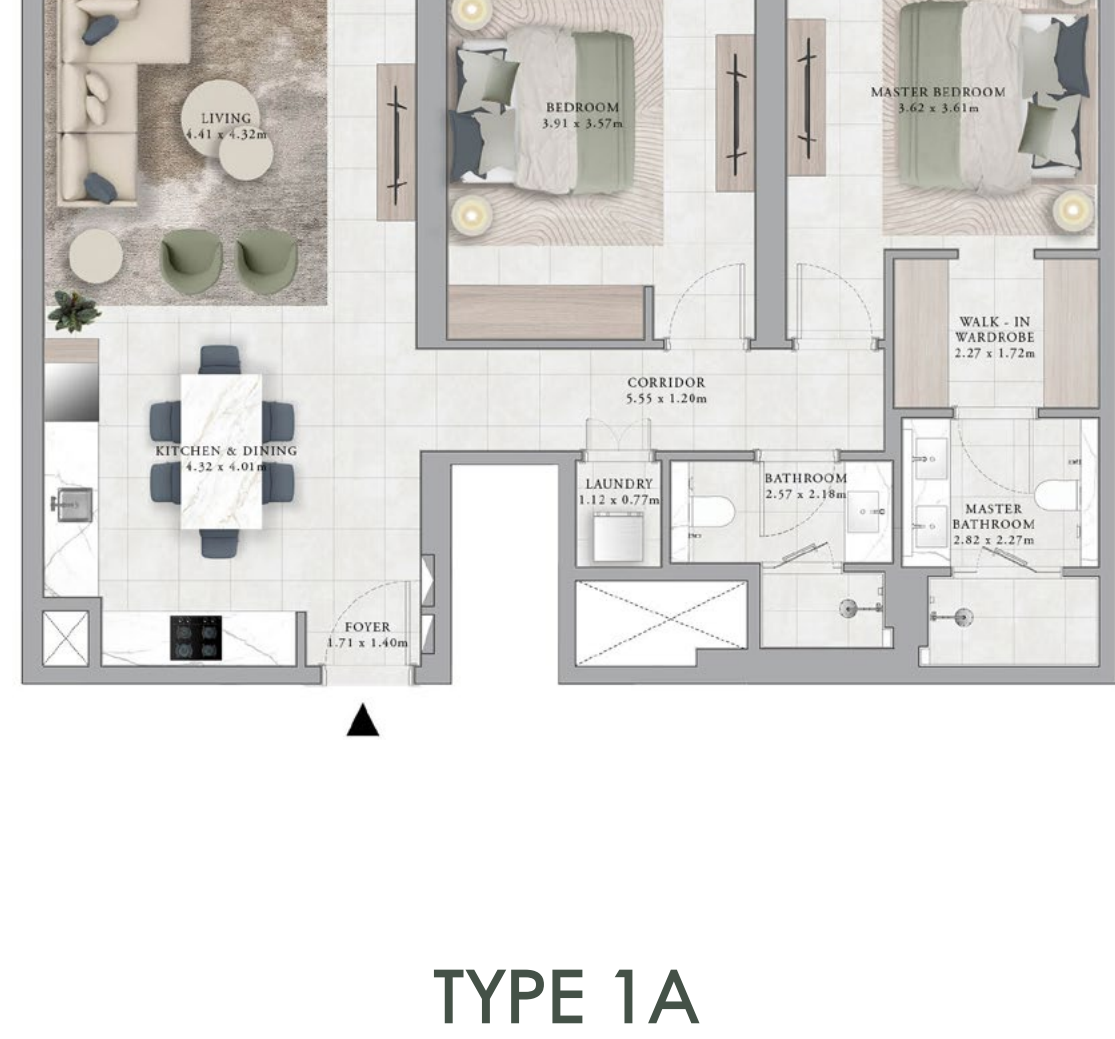 LIVING
4.41 x 4.32m
BEDROOM
3.91 x 3.57m
MASTER BEDROOM
3.62 x 3.61m
WALK - IN
WARDROBE
2.27 x 1.72m
CORRIDOR
5.55 x 1.20m
KITCHEN & DINING
4.32 x 4.01m
LAUNDRY
1.12 x 0.77m
BATHROOM
2.57 x 2.18m
MASTER
BATHROOM
2.82 x 2.27m
FOYER
1.71 x 1.40m
TYPE 1A